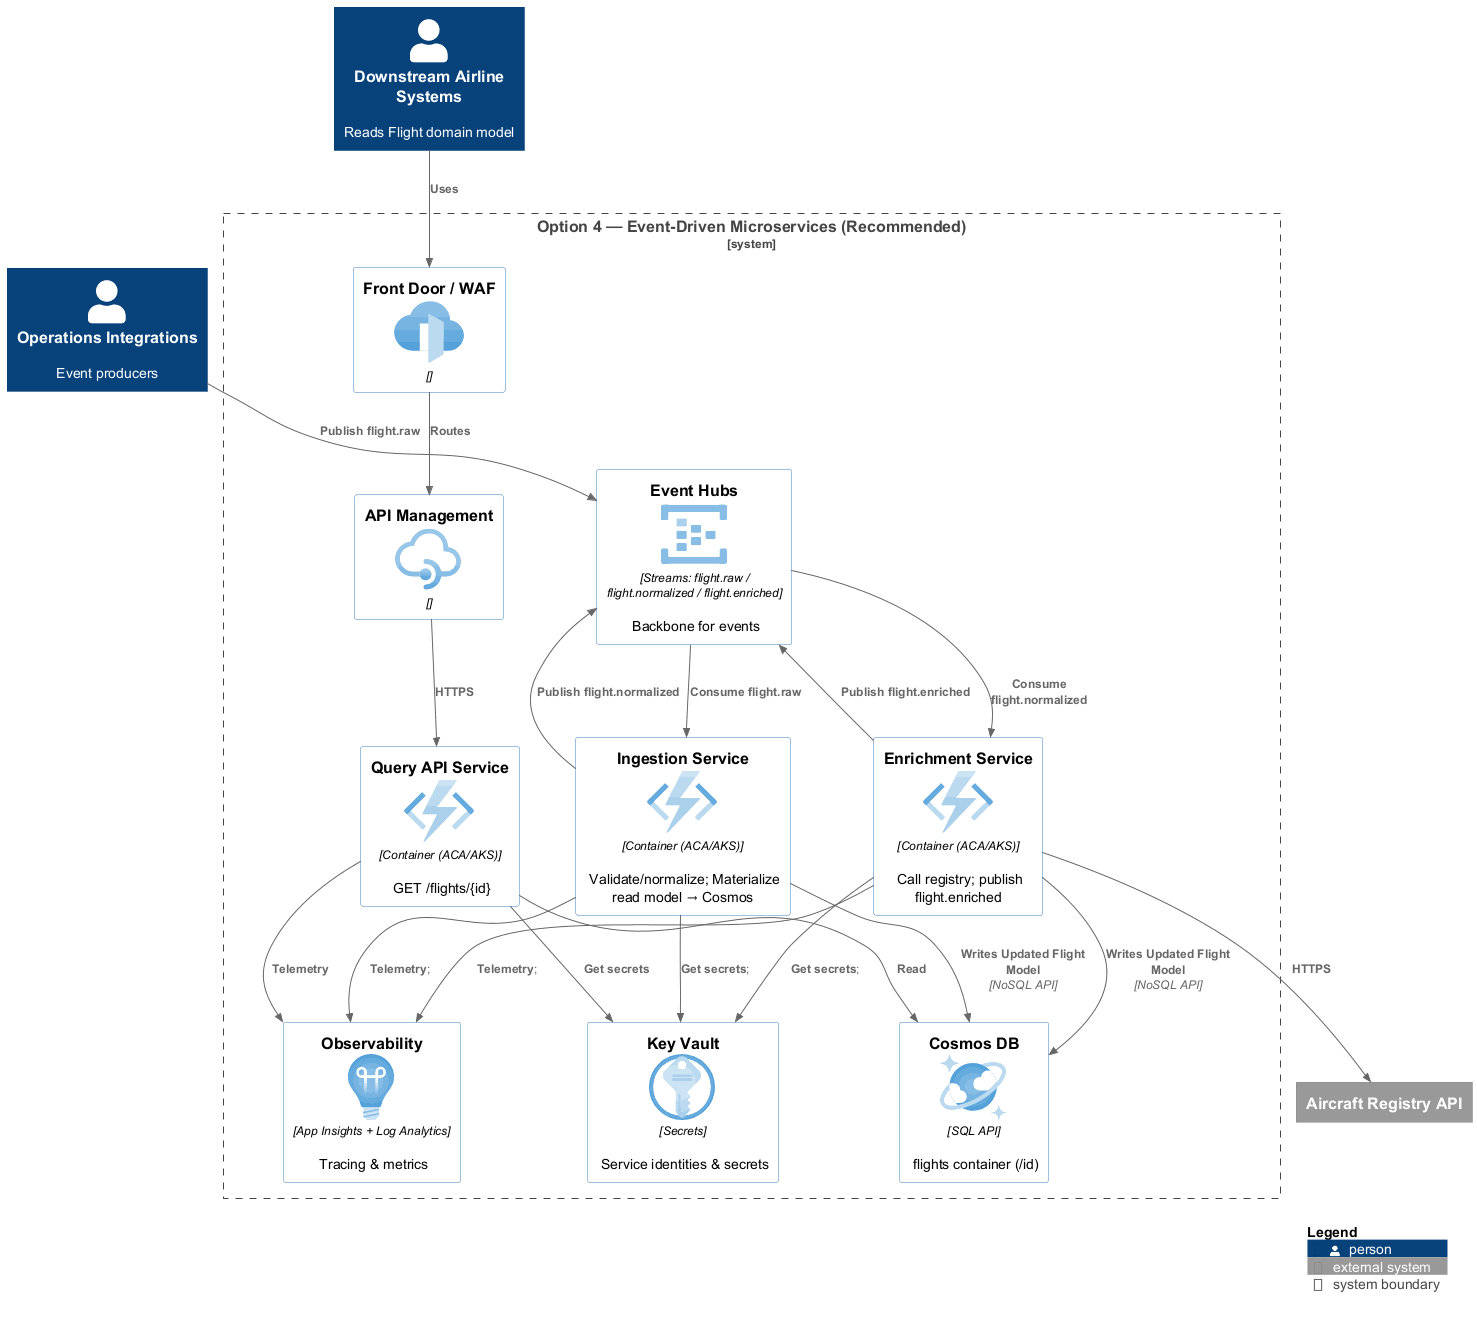 Downstream Airline
Systems
Reads Flight domain model
Uses
Option 4 — Event-Driven Microservices (Recommended)
[system]
Operations Integrations
Event producers
Front Door / WAF
[]
Publish flight.raw
Routes
API Management
[]
Event Hubs
[Streams: flight.raw /
flight.normalized / flight.enriched]
Backbone for events
HTTPS
Publish flight.normalized
Consume flight.raw
Publish flight.enriched
Consume
flight.normalized
Query API Service
[Container (ACA/AKS)]
GET /flights/{id}
Ingestion Service
[Container (ACA/AKS)]
Validate/normalize; Materialize
read model → Cosmos
Enrichment Service
[Container (ACA/AKS)]
Call registry; publish
flight.enriched
Telemetry
Telemetry;
Telemetry;
Get secrets
Get secrets;
Get secrets;
Read
Writes Updated Flight
Model
[NoSQL API]
Writes Updated Flight
Model
[NoSQL API]
HTTPS
Observability
[App Insights + Log Analytics]
Tracing & metrics
Key Vault
[Secrets]
Service identities & secrets
Cosmos DB
[SQL API]
flights container (/id)
Aircraft Registry API
Legend
person
external system
system boundary